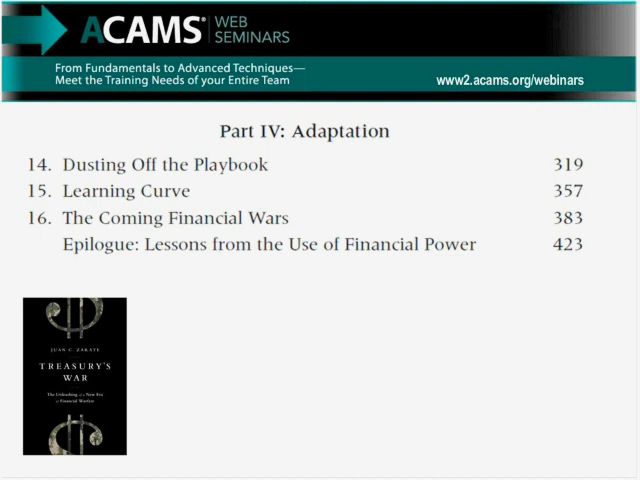 ACAMS® WEB
SEMINARS
From Fundamentals to Advanced Techniques—
Meet the Training Needs of your Entire Team
www2.acams.org/webinars
Part IV: Adaptation
14. Dusting Off the Playbook 319
15. Learning Curve 357
16. The Coming Financial Wars 383
Epilogue: Lessons from the Use of Financial Power 423
JUAN C. ZARATE
TREASURY'S
WAR
The Unleashing of a New Era
of Financial Warfare